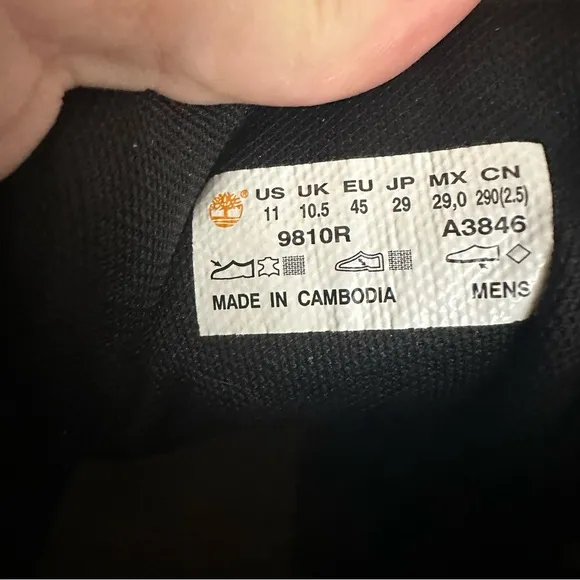 US UK EU JP MX CN
11 10.5 45 29 29,0 290(2.5)
9810R A3846
MADE IN CAMBODIA MENS